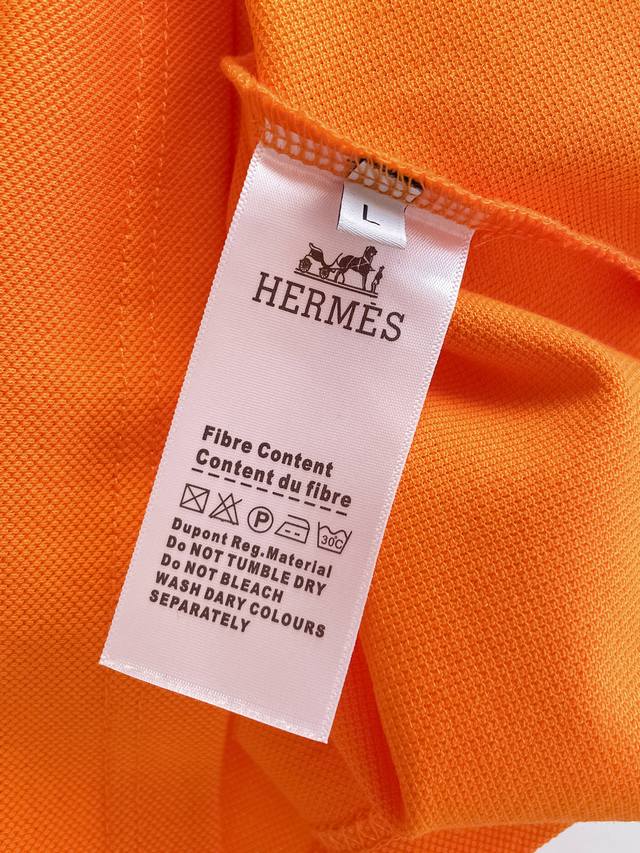 L
HERMÈS
Fibre Content
Content du fibre
P
30C
Dupont Reg.Material
Do NOT TUMBLE DRY
Do NOT BLEACH
WASH DARY COLOURS
SEPARATELY